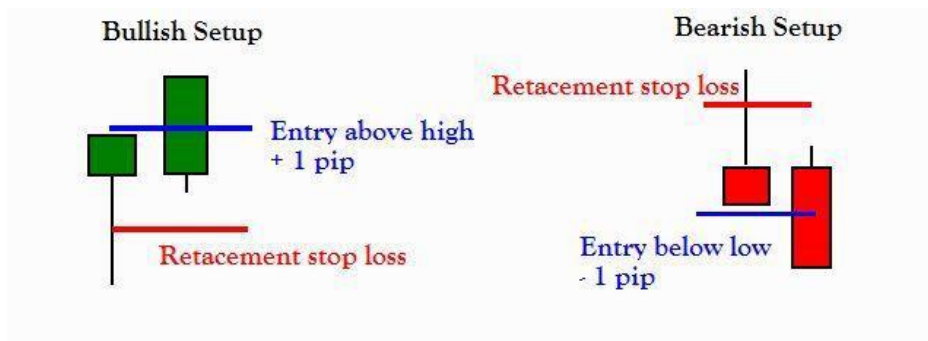 Bullish Setup
Bearish Setup
Retacement stop loss
Entry above high
+ 1 pip
Retacement stop loss
Entry below low
- 1 pip